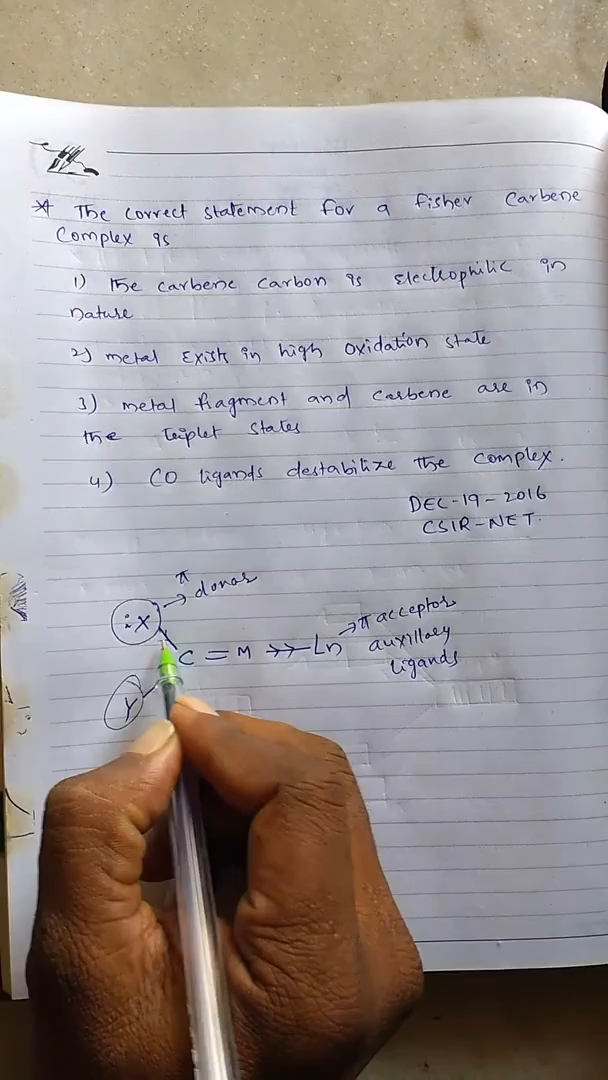 * The correct statement for a fisher Carbene
Complex is
1) the carbene carbon is Electrophilic in
nature
2) metal Exists in high oxidation state
3) metal fragment and carbene are in
the triplet states
4) CO ligands destabilize the complex.
DEC-19-2016
CSIR-NET.
π
→ donor
:X
C = M →→ Ln → π acceptor
auxillary
ligands
Y